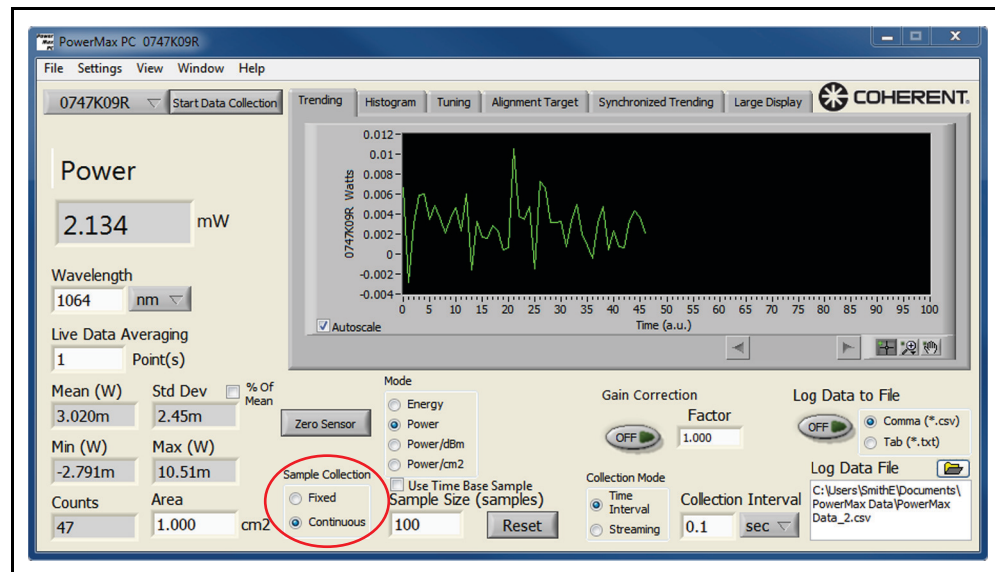 PowerMax PC 0747K09R
File Settings View Window Help
0747K09R
Start Data Collection
Trending
Histogram
Tuning
Alignment Target
Synchronized Trending
Large Display
COHERENT.
Power
2.134
mW
Wavelength
1064
nm
Live Data Averaging
1
Point(s)
0747K09R Watts
0.012
0.01
0.008
0.006
0.004
0.002
0
-0.002
-0.004
0 5 10 15 20 25 30 35 40 45 50 55 60 65 70 75 80 85 90 95 100
Time (a.u.)
Autoscale
Mean (W)
Std Dev
% Of
Mean
3.020m
2.45m
Min (W)
Max (W)
-2.791m
10.51m
Counts
Area
47
1.000
cm2
Zero Sensor
Sample Collection
Fixed
Continuous
Mode
Energy
Power
Power/dBm
Power/cm2
Use Time Base Sample
Sample Size (samples)
100
Reset
Gain Correction
OFF
Factor
1.000
Collection Mode
Time
Interval
Streaming
Collection Interval
0.1
sec
Log Data to File
OFF
Comma (*.csv)
Tab (*.txt)
Log Data File
C:\Users\SmithE\Documents\
PowerMax Data\PowerMax
Data_2.csv